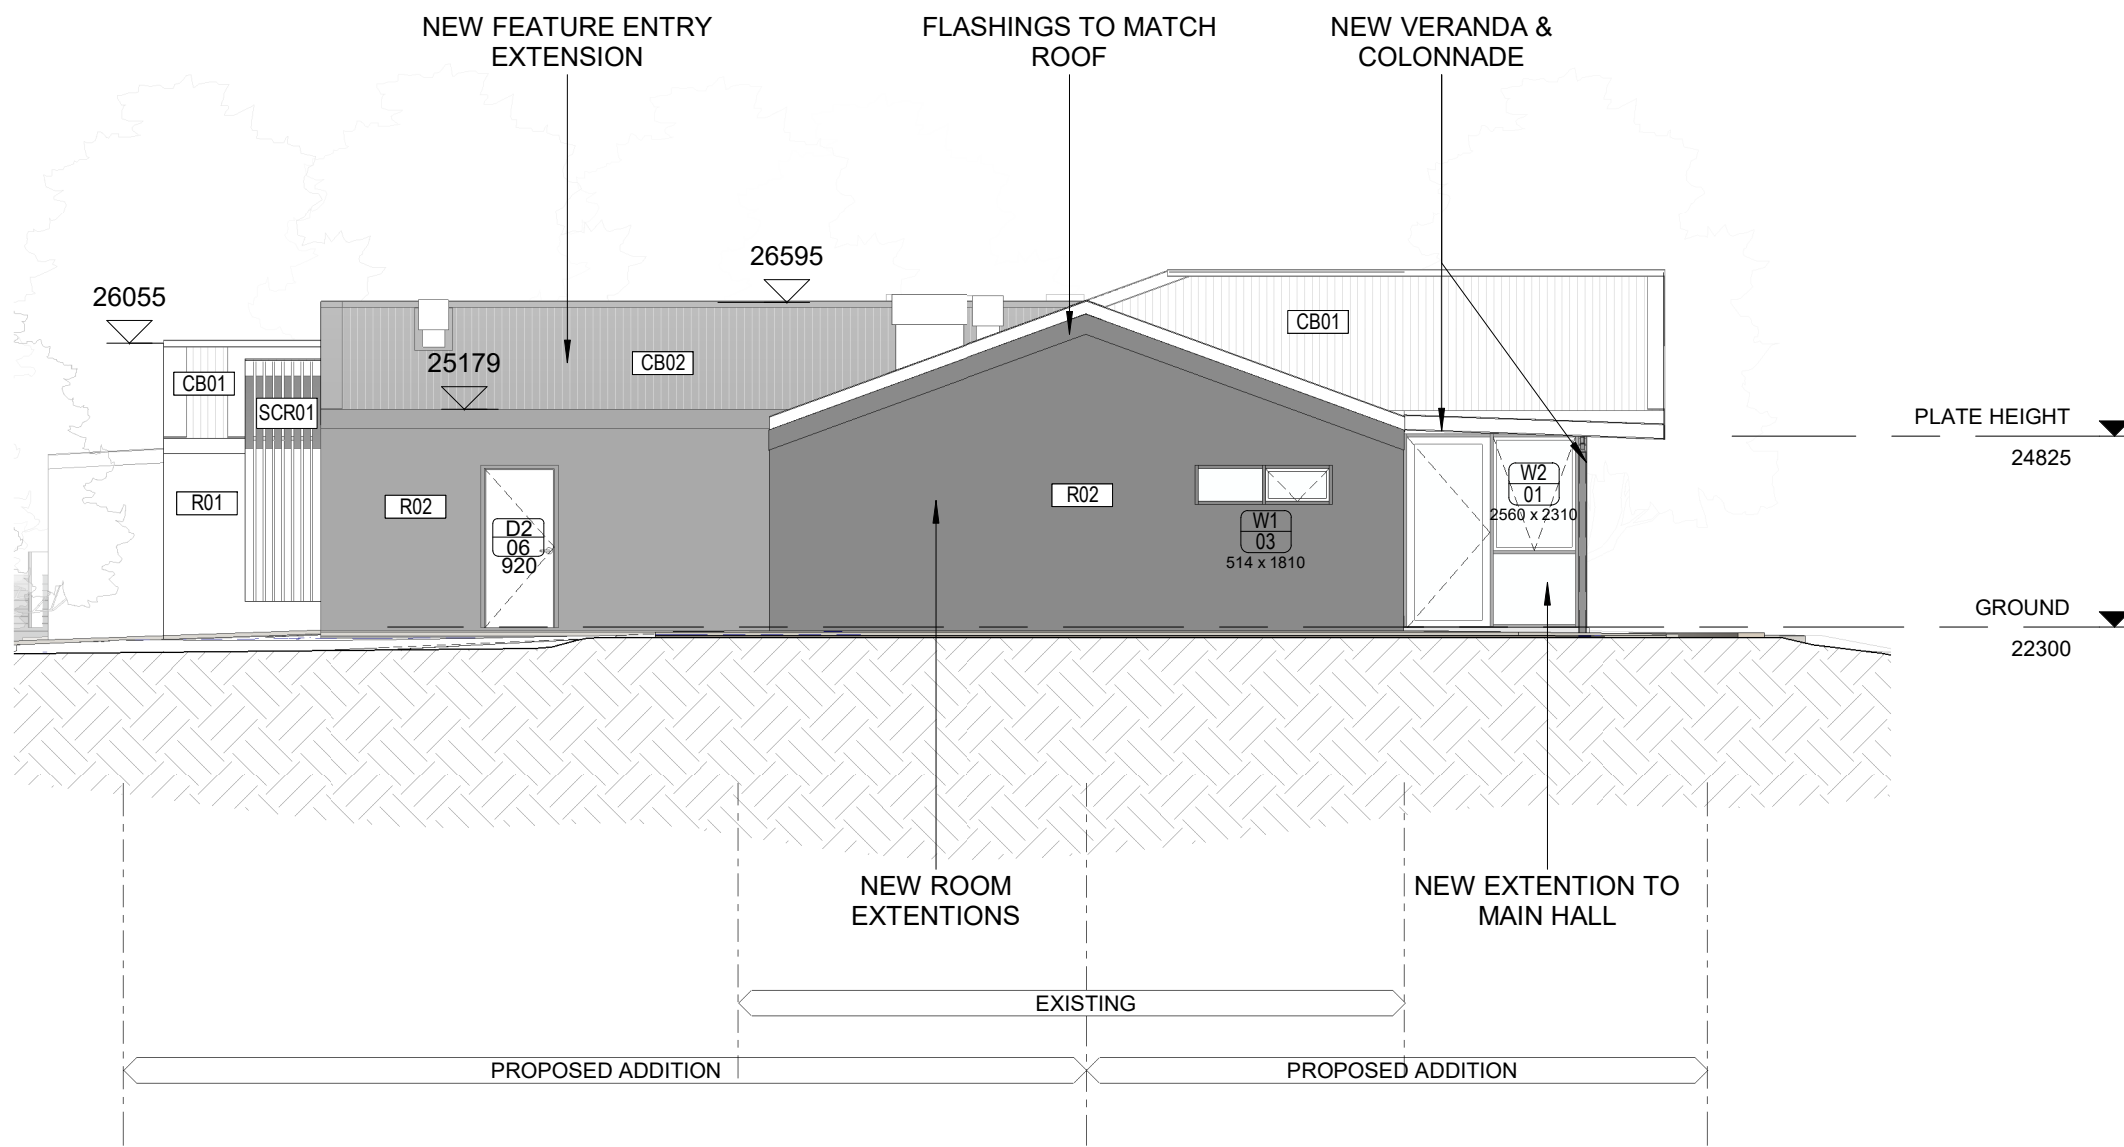 NEW FEATURE ENTRY
EXTENSION
FLASHINGS TO MATCH
ROOF
NEW VERANDA &
COLONNADE
26595
26055
CB01
25179
CB02
CB01
SCR01
PLATE HEIGHT
24825
R01
R02
D2
06
920
R02
W1
03
514 x 1810
W2
01
2560 x 2310
GROUND
22300
NEW ROOM
EXTENTIONS
NEW EXTENTION TO
MAIN HALL
EXISTING
PROPOSED ADDITION
PROPOSED ADDITION